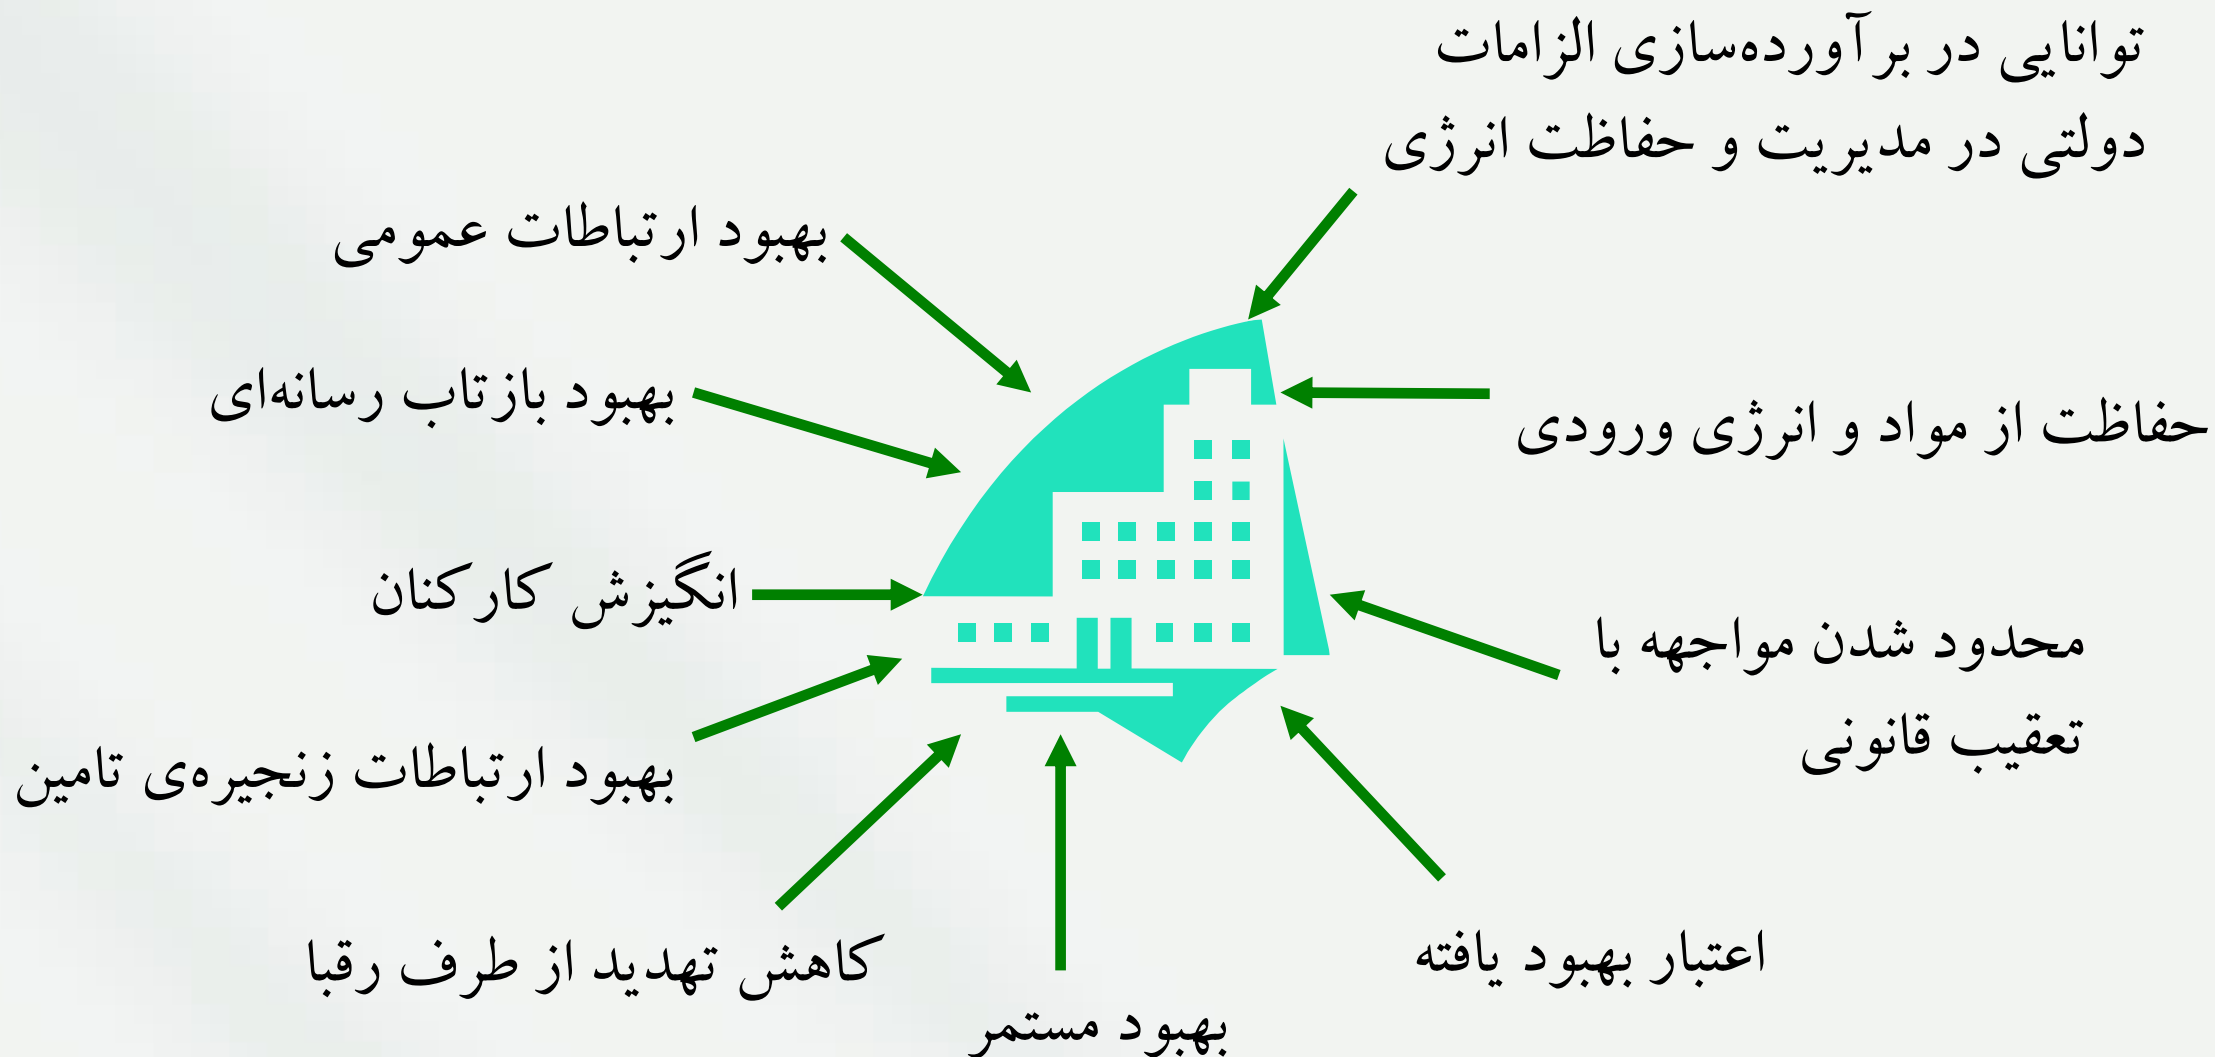 توانایی در برآورده‌سازی الزامات
دولتی در مدیریت و حفاظت انرژی
بهبود ارتباطات عمومی
حفاظت از مواد و انرژی ورودی
بهبود بازتاب رسانه‌ای
انگیزش کارکنان
محدود شدن مواجهه با
تعقیب قانونی
بهبود ارتباطات زنجیره‌ی تامین
اعتبار بهبود یافته
کاهش تهدید از طرف رقبا
بهبود مستمر